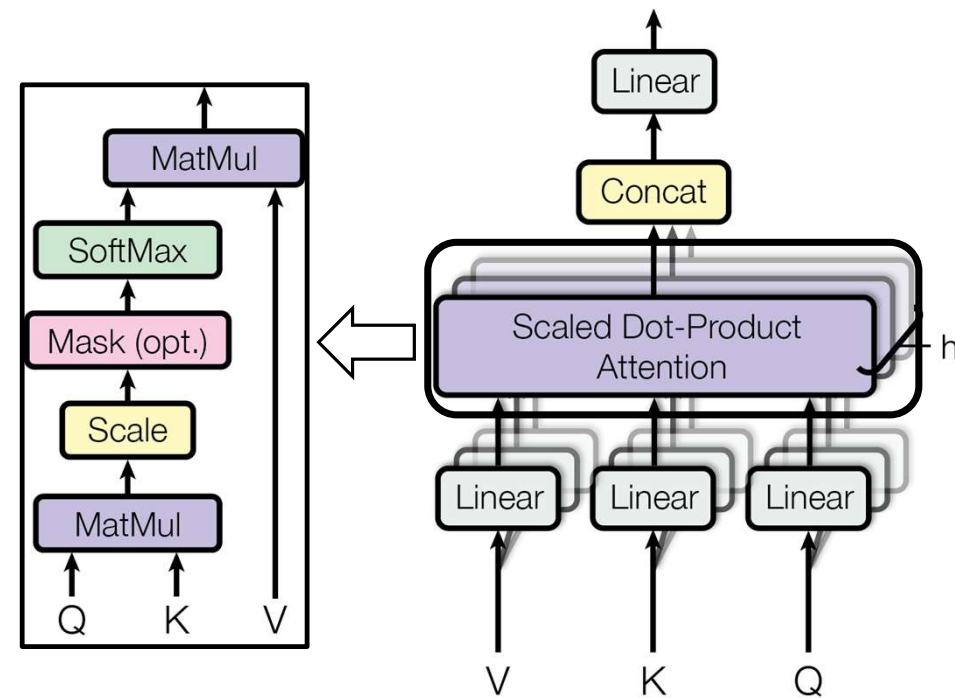 MatMul
SoftMax
Mask (opt.)
Scale
MatMul
Q K V
Linear
Concat
Scaled Dot-Product
Attention
h
Linear Linear Linear
V K Q